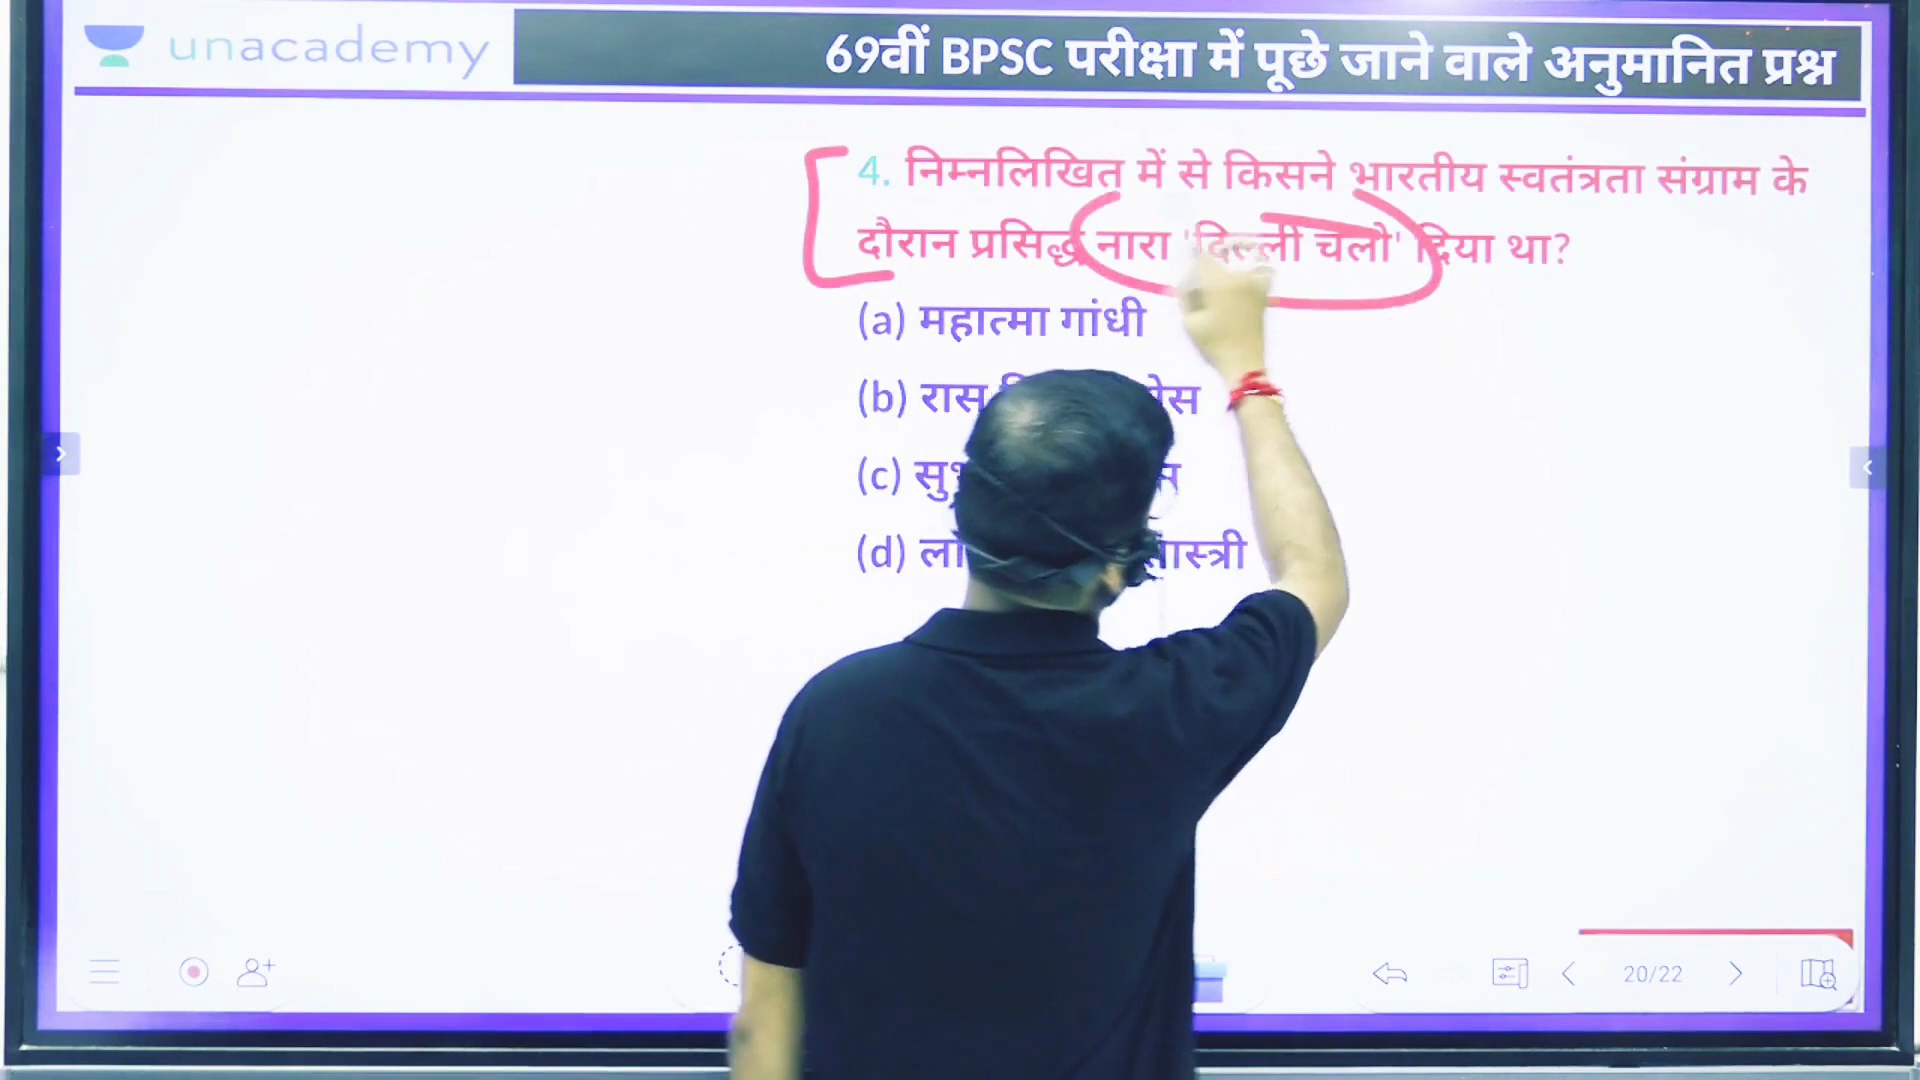 unacademy
69वीं BPSC परीक्षा में पूछे जाने वाले अनुमानित प्रश्न
4. निम्नलिखित में से किसने भारतीय स्वतंत्रता संग्राम के
दौरान प्रसिद्ध नारा 'दिल्ली चलो' दिया था?
(a) महात्मा गांधी
(b) रास
(c)
(d)
20/22